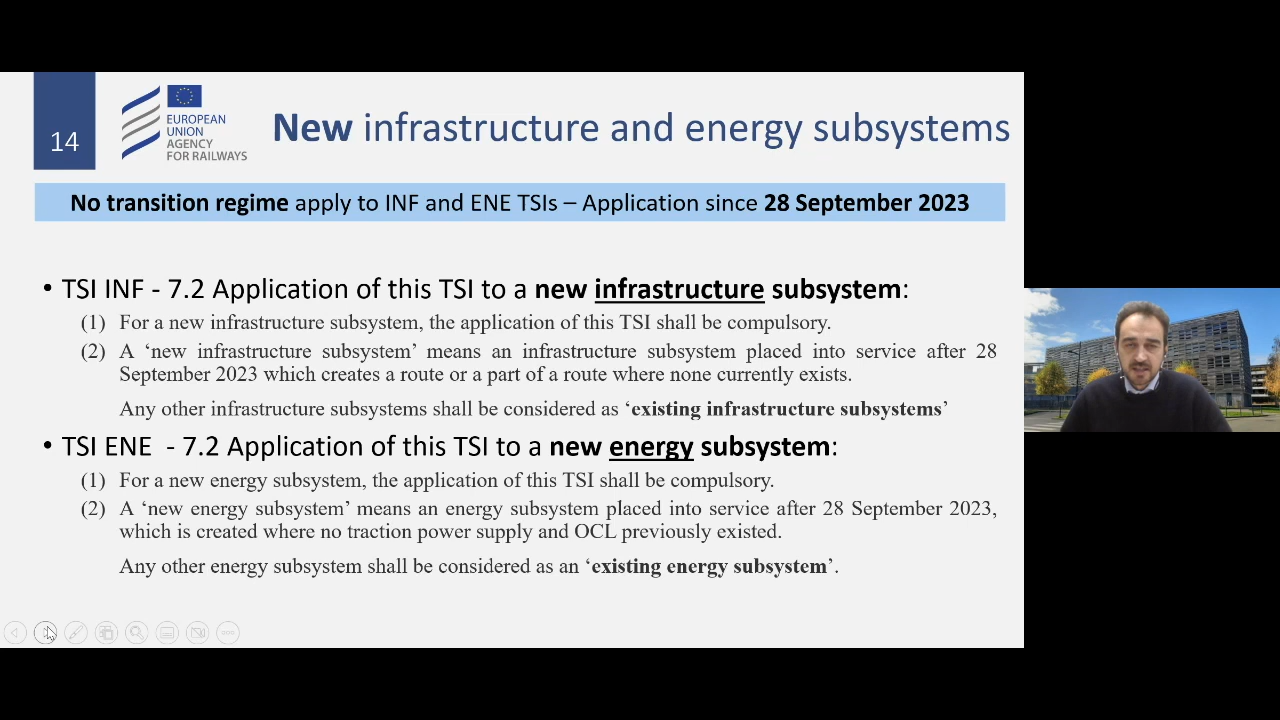 14
EUROPEAN
UNION
AGENCY
FOR RAILWAYS
New infrastructure and energy subsystems
No transition regime apply to INF and ENE TSIs – Application since 28 September 2023
• TSI INF - 7.2 Application of this TSI to a new infrastructure subsystem:
(1) For a new infrastructure subsystem, the application of this TSI shall be compulsory.
(2) A ‘new infrastructure subsystem’ means an infrastructure subsystem placed into service after 28
September 2023 which creates a route or a part of a route where none currently exists.
Any other infrastructure subsystems shall be considered as ‘existing infrastructure subsystems’
• TSI ENE - 7.2 Application of this TSI to a new energy subsystem:
(1) For a new energy subsystem, the application of this TSI shall be compulsory.
(2) A ‘new energy subsystem’ means an energy subsystem placed into service after 28 September 2023,
which is created where no traction power supply and OCL previously existed.
Any other energy subsystem shall be considered as an ‘existing energy subsystem’.